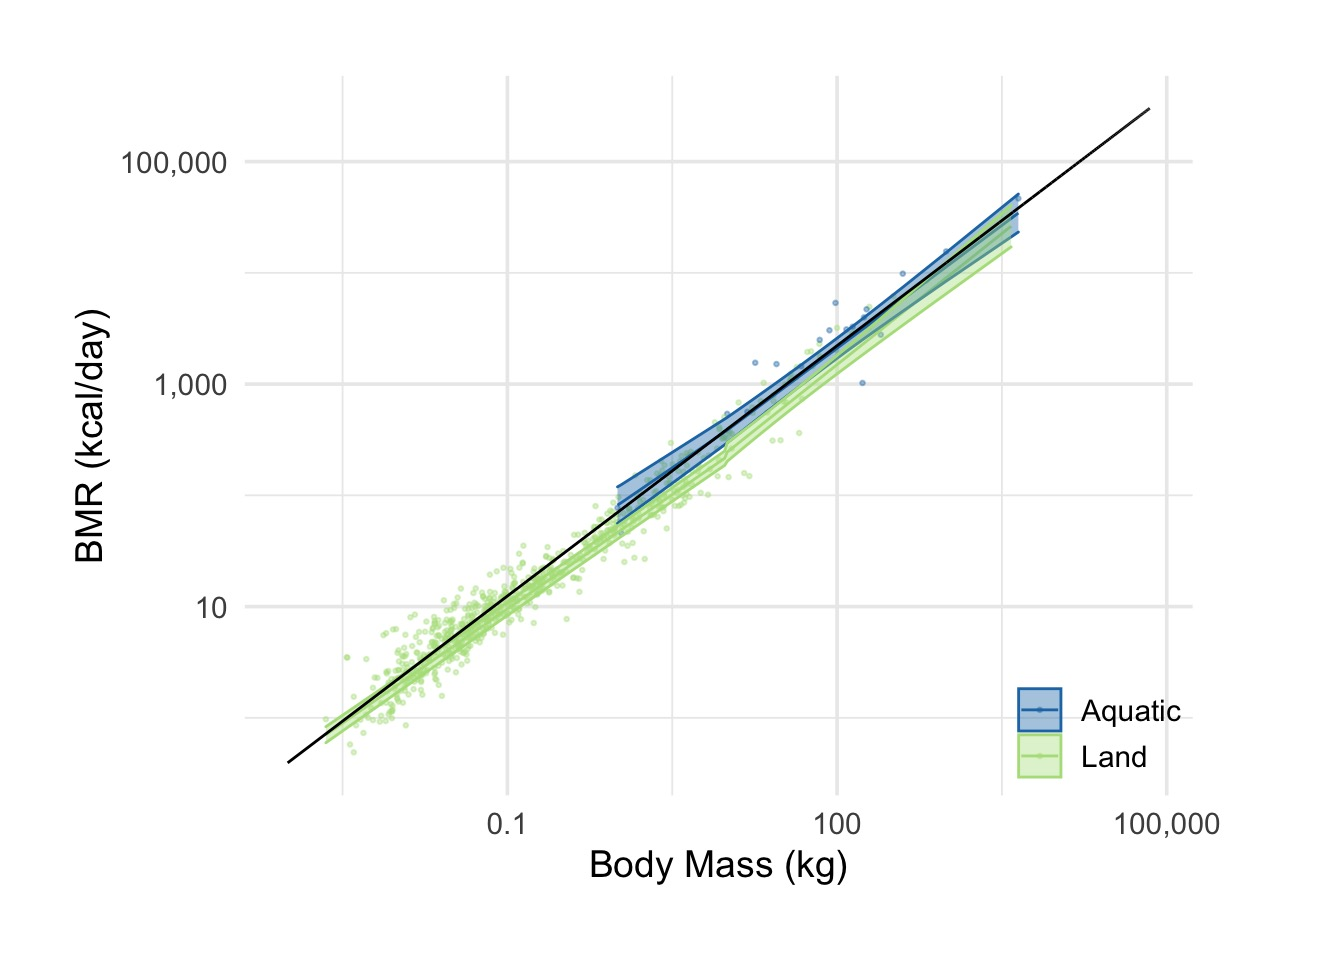 100,000
1,000
10
BMR (kcal/day)
Aquatic
Land
0.1
100
100,000
Body Mass (kg)